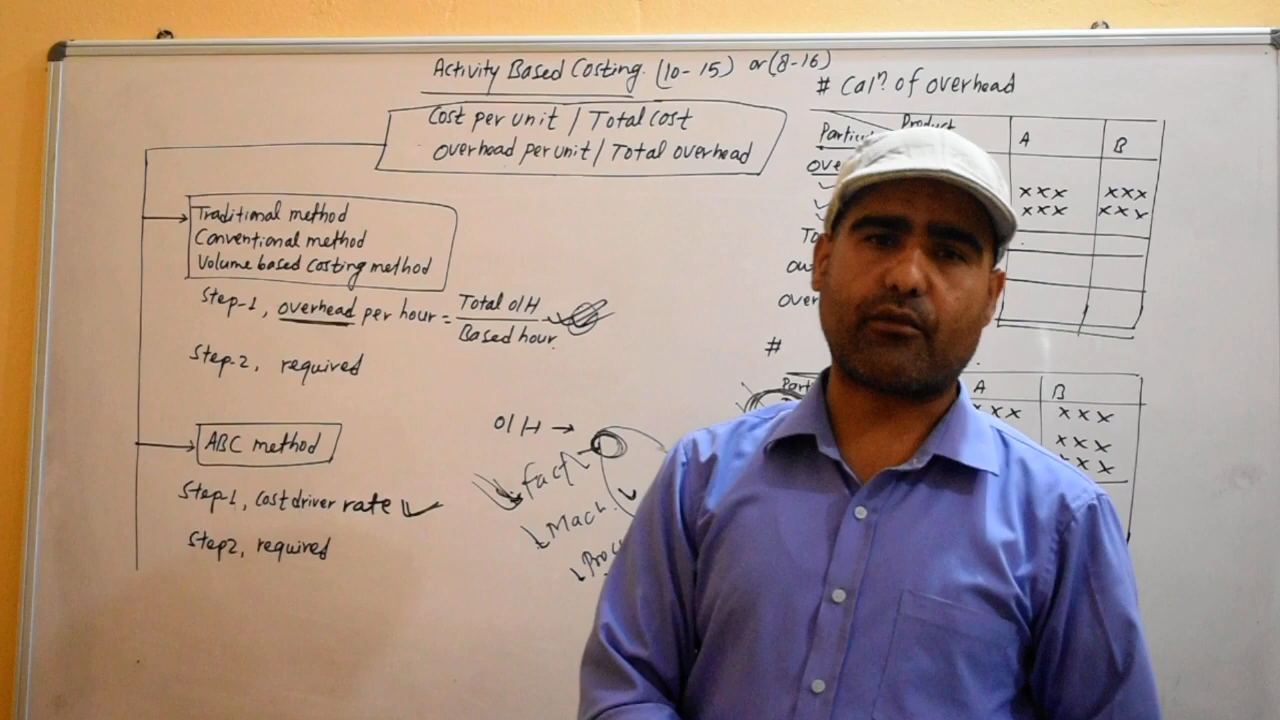 Activity Based Costing. (10-15) or (8-16)
Cost per unit / Total cost
overhead per unit / Total overhead
Traditional method
Conventional method
Volume based costing method
Step-1, overhead per hour = Total O/H
Based hour
Step-2, required
ABC method
Step-1, cost driver rate
Step2, required
O/H →
Fact
Mach.
# Caln. of overhead
Product
A B
xxx xxx
xxx xxx
#
Part
A B
xxx xxx
xxx
xxx